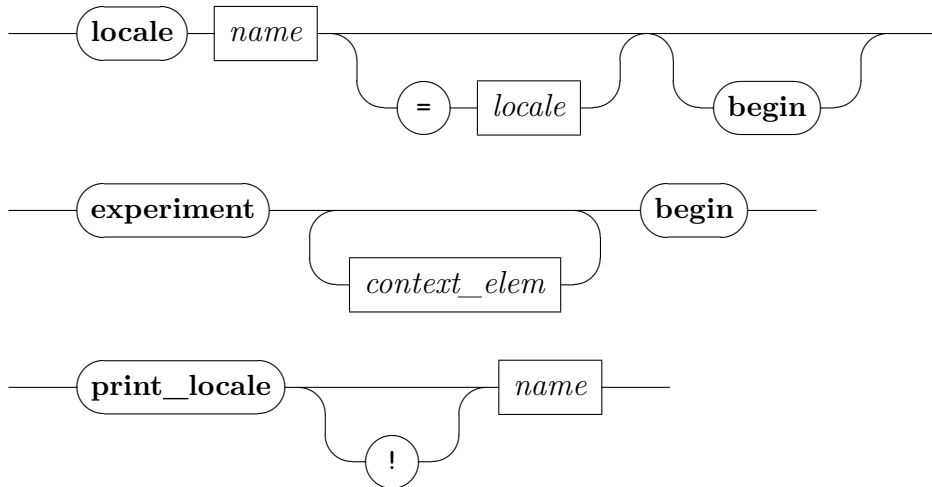 locale name
= locale begin
experiment begin
context_elem
print_locale name
!